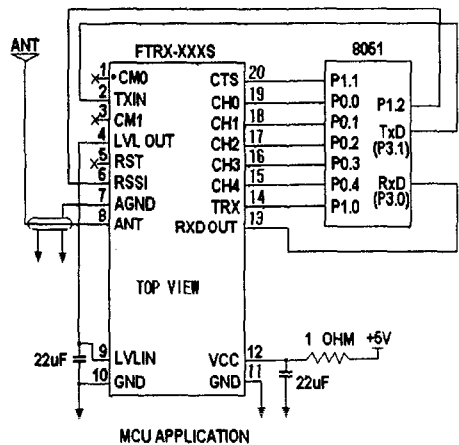 ANT
FTRX-XXXS
8051
1 CM0
2 TXIN
3 CM1
4 LVL OUT
5 RST
6 RSSI
7 AGND
8 ANT
CTS 20
CH0 19
CH1 18
CH2 17
CH3 16
CH4 15
TRX 14
RXD OUT 13
P1.1
P0.0
P0.1
P0.2
P0.3
P0.4
P1.0
P1.2
TxD
(P3.1)
RxD
(P3.0)
TOP VIEW
22uF
9 LVLIN
10 GND
VCC 12
GND 11
1 OHM
+5V
22uF
MCU APPLICATION